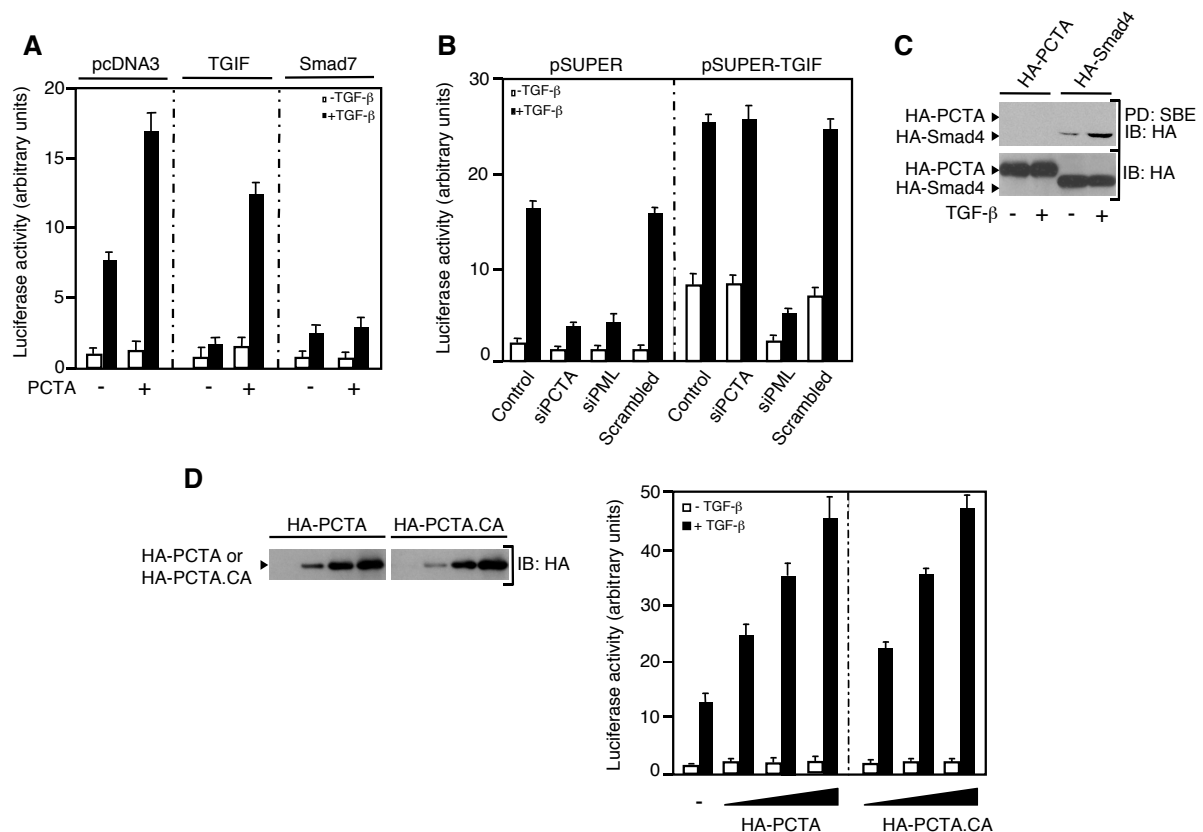 A
pcDNA3 TGIF Smad7
Luciferase activity (arbitrary units)
20
15
10
5
0
-TGF-β
+TGF-β
PCTA - + - + - +
B
pSUPER pSUPER-TGIF
Luciferase activity (arbitrary units)
30
20
10
0
-TGF-β
+TGF-β
Control siPCTA siPML Scrambled Control siPCTA siPML Scrambled
C
HA-PCTA HA-Smad4
HA-PCTA
HA-Smad4
PD: SBE
IB: HA
HA-PCTA
HA-Smad4
IB: HA
TGF-β - + - +
D
HA-PCTA HA-PCTA.CA
HA-PCTA or
HA-PCTA.CA
IB: HA
Luciferase activity (arbitrary units)
50
40
30
20
10
0
- TGF-β
+ TGF-β
- HA-PCTA HA-PCTA.CA